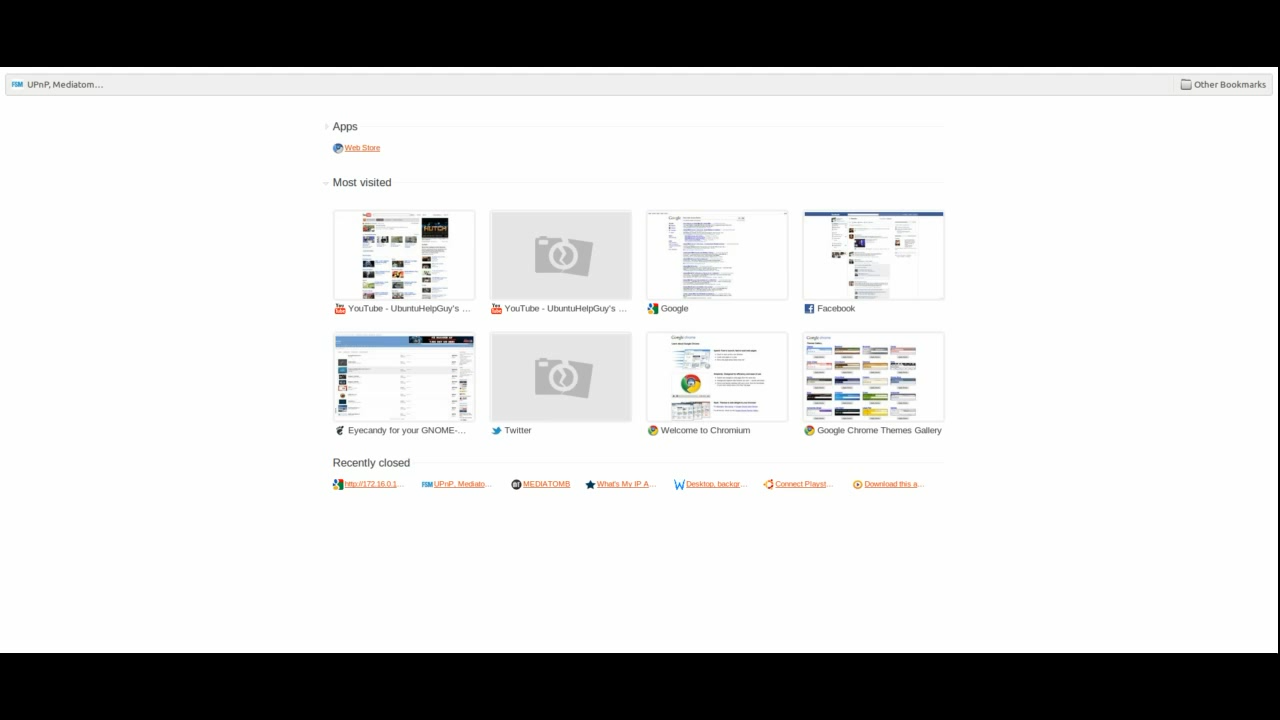 UPnP, Mediatom...
Other Bookmarks
Apps
Web Store
Most visited
YouTube - UbuntuHelpGuy's ...
YouTube - UbuntuHelpGuy's ...
Google
Facebook
Eyecandy for your GNOME-...
Twitter
Welcome to Chromium
Google Chrome Themes Gallery
Recently closed
http://172.16.0.1...
FSM UPnP, Mediato...
MEDIATOMB
What's My IP A...
Desktop, backgr...
Connect Playst...
Download this a...